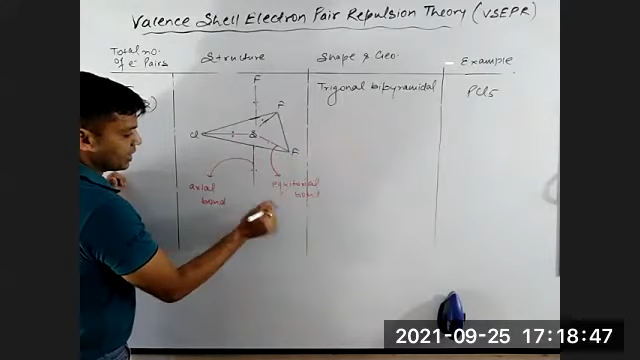 Valence Shell Electron Pair Repulsion Theory (VSEPR)
Total no. of e⁻ Pairs
Structure
Shape & Geo.
Example
F
F
Cl
F
axial bond
equitorial bond
Trigonal bipyramidal
PCl5
2021-09-25 17:18:47